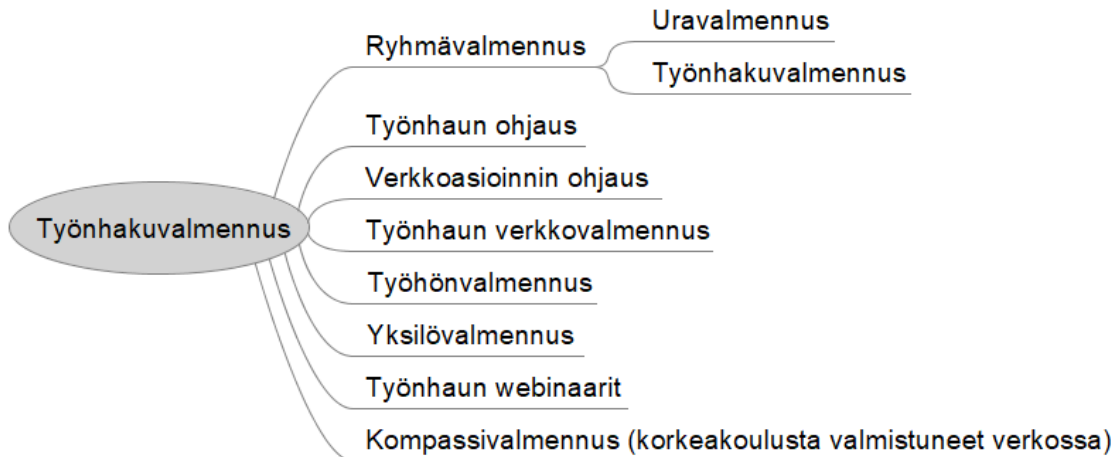 Työnhakuvalmennus
Ryhmävalmennus
Uravalmennus
Työnhakuvalmennus
Työnhaun ohjaus
Verkkoasioinnin ohjaus
Työnhaun verkkovalmennus
Työhönvalmennus
Yksilövalmennus
Työnhaun webinaarit
Kompassivalmennus (korkeakoulusta valmistuneet verkossa)